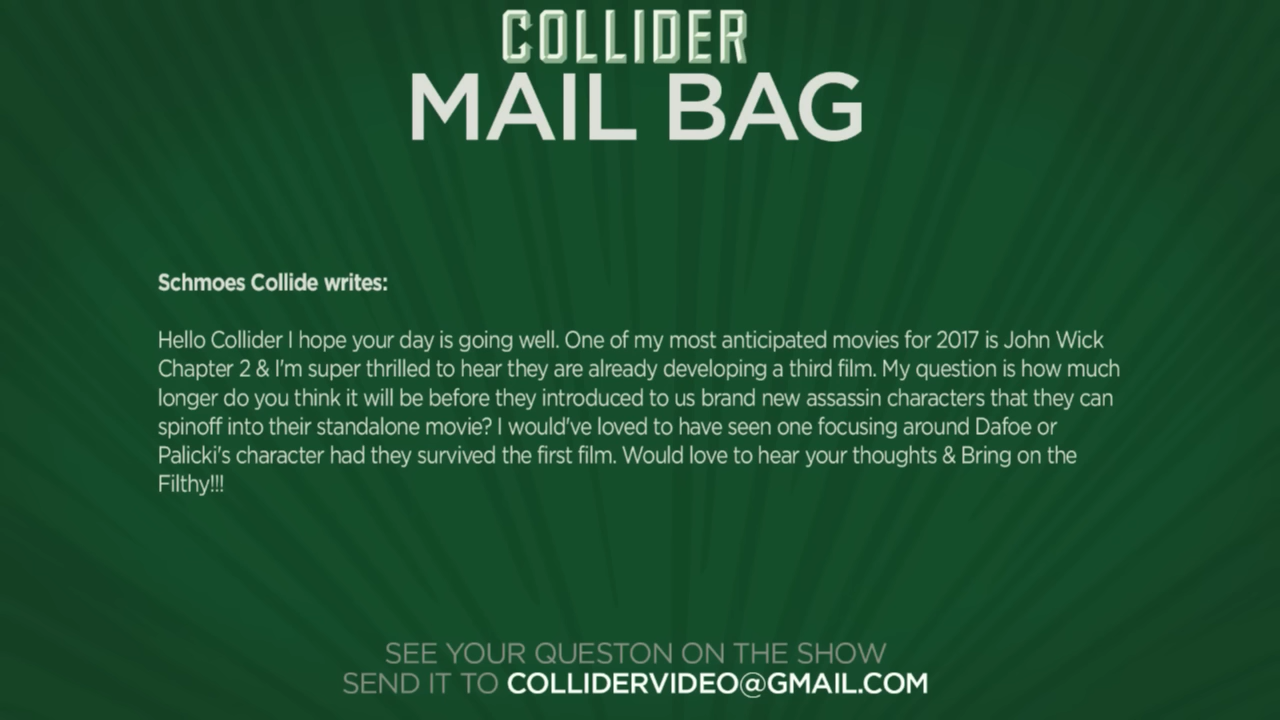 COLLIDER
MAIL BAG
Schmoes Collide writes:
Hello Collider I hope your day is going well. One of my most anticipated movies for 2017 is John Wick
Chapter 2 & I'm super thrilled to hear they are already developing a third film. My question is how much
longer do you think it will be before they introduced to us brand new assassin characters that they can
spinoff into their standalone movie? I would've loved to have seen one focusing around Dafoe or
Palicki's character had they survived the first film. Would love to hear your thoughts & Bring on the
Filthy!!!
SEE YOUR QUESTON ON THE SHOW
SEND IT TO COLLIDERVIDEO@GMAIL.COM